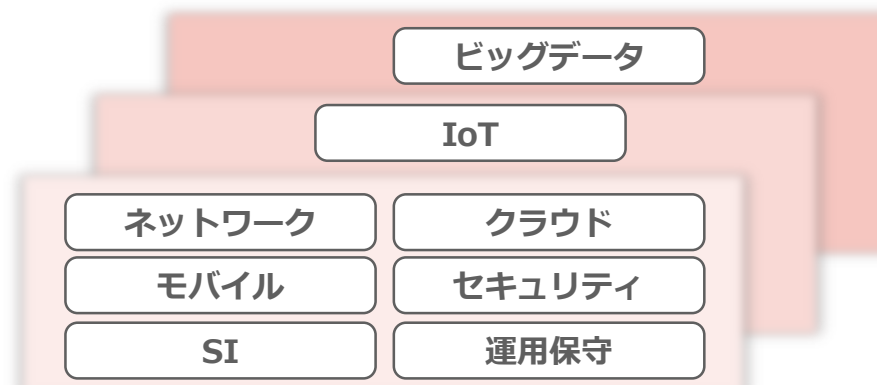 ビッグデータ
IoT
ネットワーク
クラウド
モバイル
セキュリティ
SI
運用保守